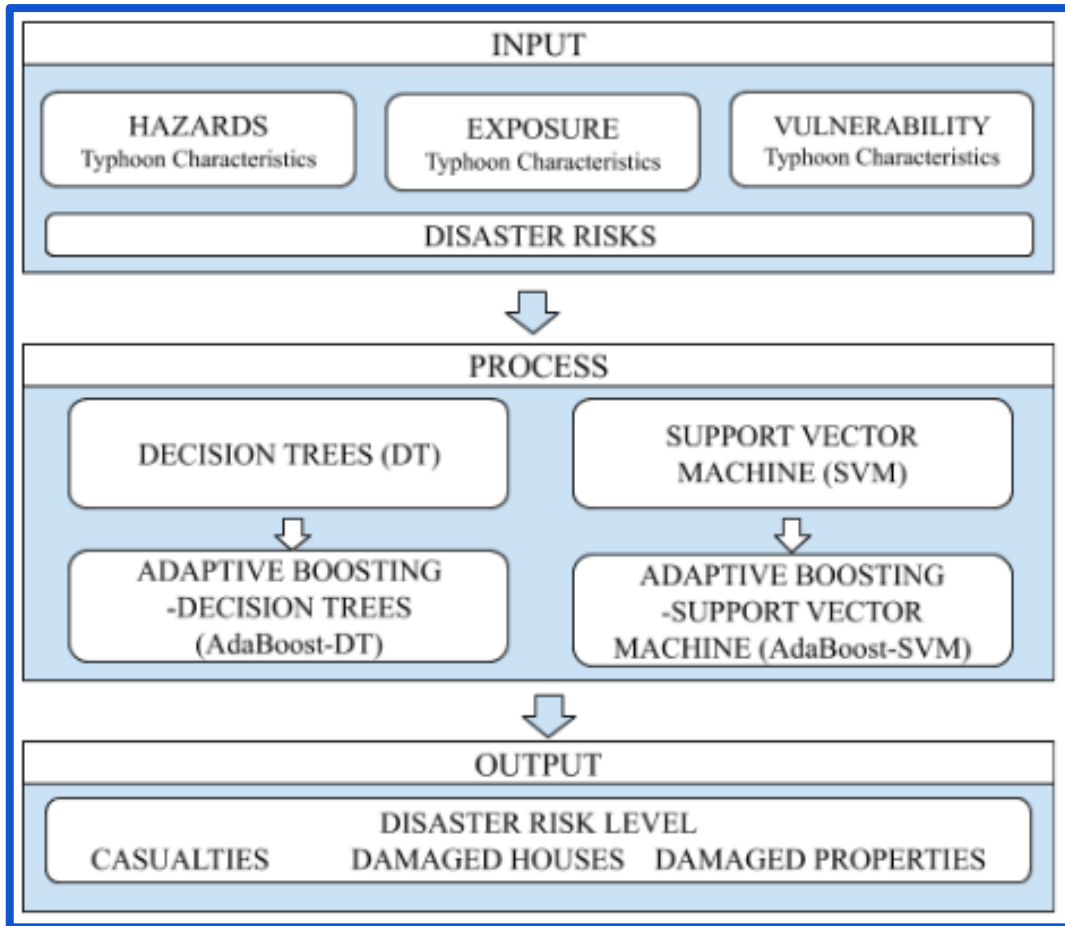 INPUT
HAZARDS
Typhoon Characteristics
EXPOSURE
Typhoon Characteristics
VULNERABILITY
Typhoon Characteristics
DISASTER RISKS
PROCESS
DECISION TREES (DT)
SUPPORT VECTOR
MACHINE (SVM)
ADAPTIVE BOOSTING
-DECISION TREES
(AdaBoost-DT)
ADAPTIVE BOOSTING
-SUPPORT VECTOR
MACHINE (AdaBoost-SVM)
OUTPUT
DISASTER RISK LEVEL
CASUALTIES DAMAGED HOUSES DAMAGED PROPERTIES